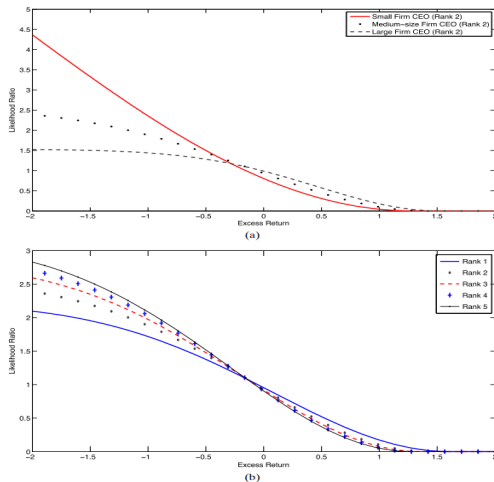 5
4.5
4
3.5
3
2.5
2
1.5
1
0.5
0
Likelihood Ratio
Small Firm CEO (Rank 2)
Medium-size Firm CEO (Rank 2)
Large Firm CEO (Rank 2)
-2 -1.5 -1 -0.5 0 0.5 1 1.5 2
Excess Return
(a)
3
2.5
2
1.5
1
0.5
0
Likelihood Ratio
Rank 1
Rank 2
Rank 3
Rank 4
Rank 5
-2 -1.5 -1 -0.5 0 0.5 1 1.5 2
Excess Return
(b)